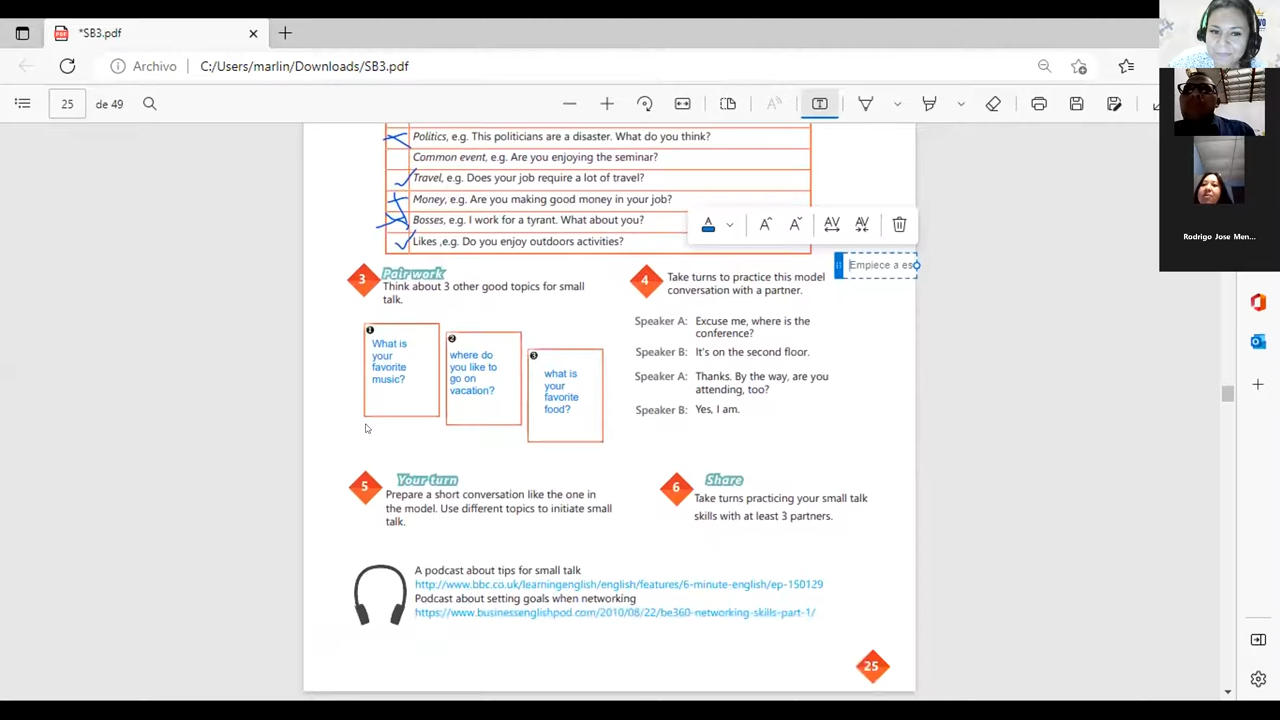 *SB3.pdf
Archivo
C:/Users/marlin/Downloads/SB3.pdf
25
de 49
Politics, e.g. This politicians are a disaster. What do you think?
Common event, e.g. Are you enjoying the seminar?
Travel, e.g. Does your job require a lot of travel?
Money, e.g. Are you making good money in your job?
Bosses, e.g. I work for a tyrant. What about you?
Likes ,e.g. Do you enjoy outdoors activities?
Empiece a es
3
Pair work
Think about 3 other good topics for small
talk.
1
What is
your
favorite
music?
2
where do
you like to
go on
vacation?
3
what is
your
favorite
food?
4
Take turns to practice this model
conversation with a partner.
Speaker A: Excuse me, where is the
conference?
Speaker B: It's on the second floor.
Speaker A: Thanks. By the way, are you
attending, too?
Speaker B: Yes, I am.
5
Your turn
Prepare a short conversation like the one in
the model. Use different topics to initiate small
talk.
6
Share
Take turns practicing your small talk
skills with at least 3 partners.
A podcast about tips for small talk
http://www.bbc.co.uk/learningenglish/english/features/6-minute-english/ep-150129
Podcast about setting goals when networking
https://www.businessenglishpod.com/2010/08/22/be360-networking-skills-part-1/
25
Rodrigo Jose Men...